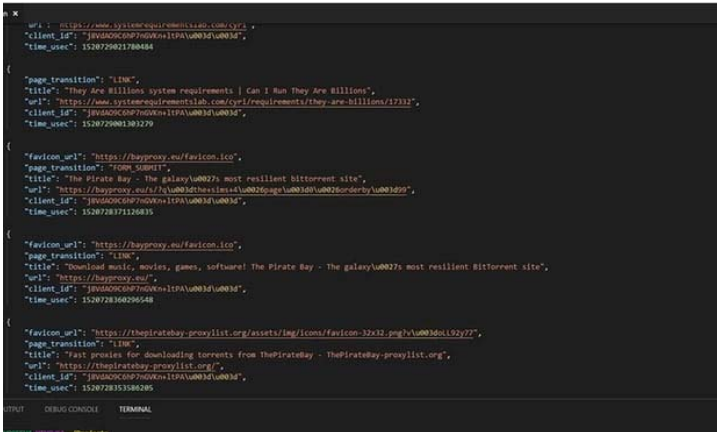 n ×
"url": "https://www.systemrequirementslab.com/cyri",
"client_id": "j8VdAO9C6hP7nGVKn+ltPA\u003d\u003d",
"time_usec": 1520729021780484
{
"page_transition": "LINK",
"title": "They Are Billions system requirements | Can I Run They Are Billions",
"url": "https://www.systemrequirementslab.com/cyri/requirements/they-are-billions/17332",
"client_id": "j8VdAO9C6hP7nGVKn+ltPA\u003d\u003d",
"time_usec": 1520729001303279
{
"favicon_url": "https://bayproxy.eu/favicon.ico",
"page_transition": "FORM_SUBMIT",
"title": "The Pirate Bay - The galaxy\u0027s most resilient bittorrent site",
"url": "https://bayproxy.eu/s/?q\u003dthe+sims+4\u0026page\u003d0\u0026orderby\u003d99",
"client_id": "j8VdAO9C6hP7nGVKn+ltPA\u003d\u003d",
"time_usec": 1520728371126835
{
"favicon_url": "https://bayproxy.eu/favicon.ico",
"page_transition": "LINK",
"title": "Download music, movies, games, software! The Pirate Bay - The galaxy\u0027s most resilient BitTorrent site",
"url": "https://bayproxy.eu/",
"client_id": "j8VdAO9C6hP7nGVKn+ltPA\u003d\u003d",
"time_usec": 1520728360296548
{
"favicon_url": "https://thepiratebay-proxylist.org/assets/img/icons/favicon-32x32.png?v\u003doLL92y77",
"page_transition": "LINK",
"title": "Fast proxies for downloading torrents from ThePirateBay - ThePirateBay-proxylist.org",
"url": "https://thepiratebay-proxylist.org/",
"client_id": "j8VdAO9C6hP7nGVKn+ltPA\u003d\u003d",
"time_usec": 1520728353586205
UTPUT DEBUG CONSOLE TERMINAL